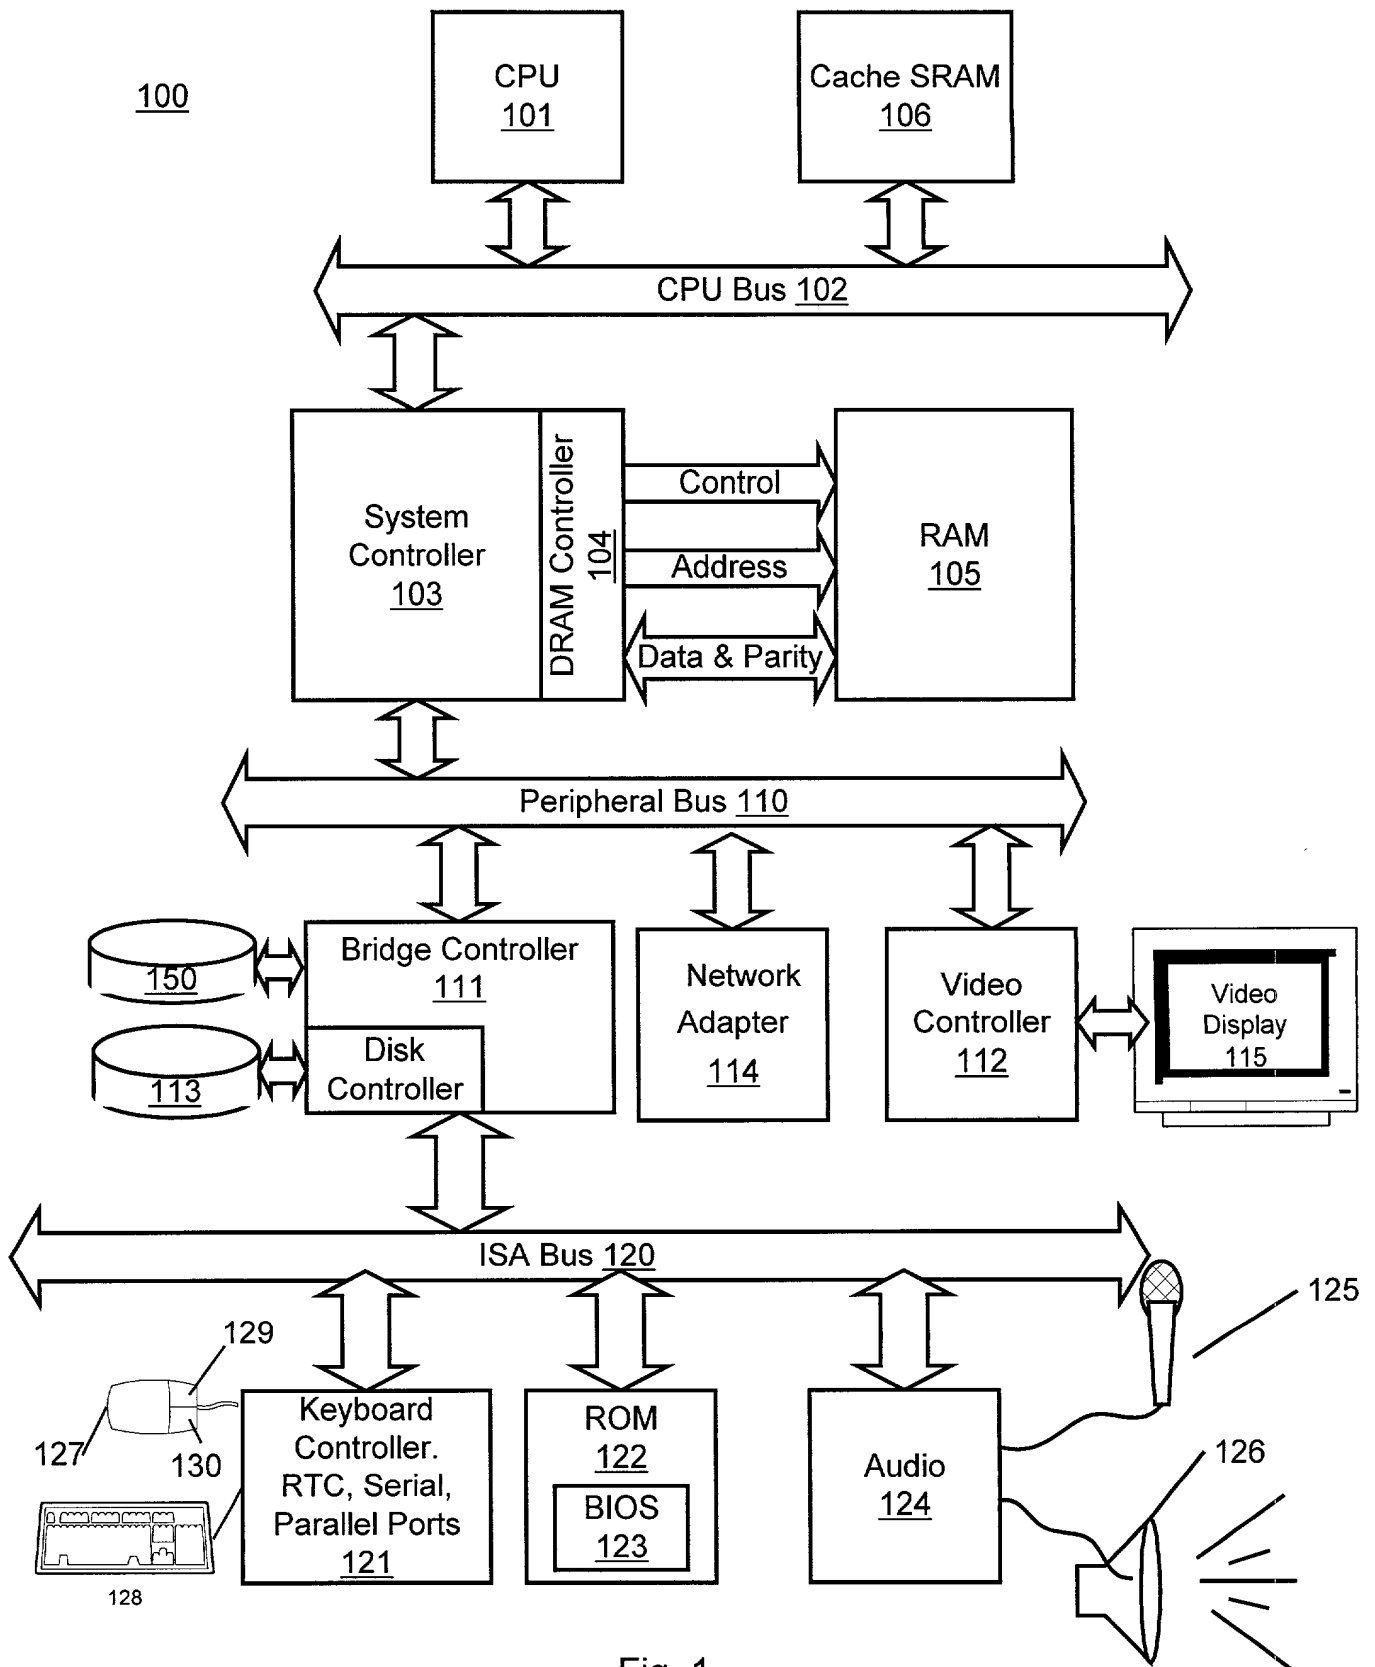 100
CPU
101
Cache SRAM
106
CPU Bus 102
System
Controller
103
DRAM Controller
104
Control
Address
Data & Parity
RAM
105
Peripheral Bus 110
150
113
Bridge Controller
111
Disk
Controller
Network
Adapter
114
Video
Controller
112
Video
Display
115
ISA Bus 120
125
129
127
130
128
Keyboard
Controller.
RTC, Serial,
Parallel Ports
121
ROM
122
BIOS
123
Audio
124
126
Fig. 1